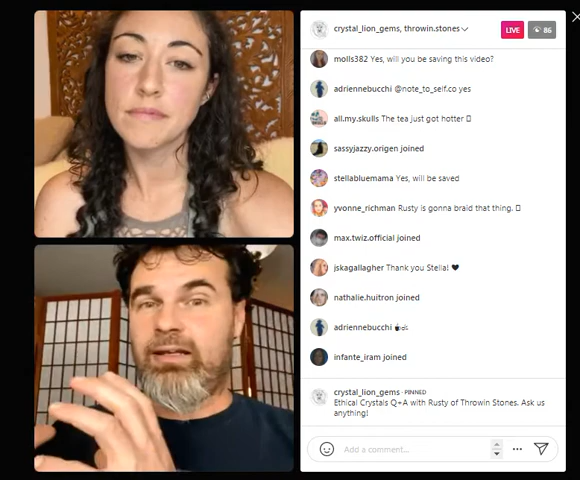 crystal_lion_gems, throwin.stones
LIVE
86
molls382 Yes, will you be saving this video?
adriennebucchi @note_to_self.co yes
all.my.skulls The tea just got hotter
sassyjazzy.origen joined
stellabluemama Yes, will be saved
yvonne_richman Rusty is gonna braid that thing.
max.twiz.official joined
jskagallagher Thank you Stella! ♥
nathalie.huitron joined
adriennebucchi
infante_iram joined
crystal_lion_gems · PINNED
Ethical Crystals Q+A with Rusty of Throwin Stones. Ask us
anything!
Add a comment...